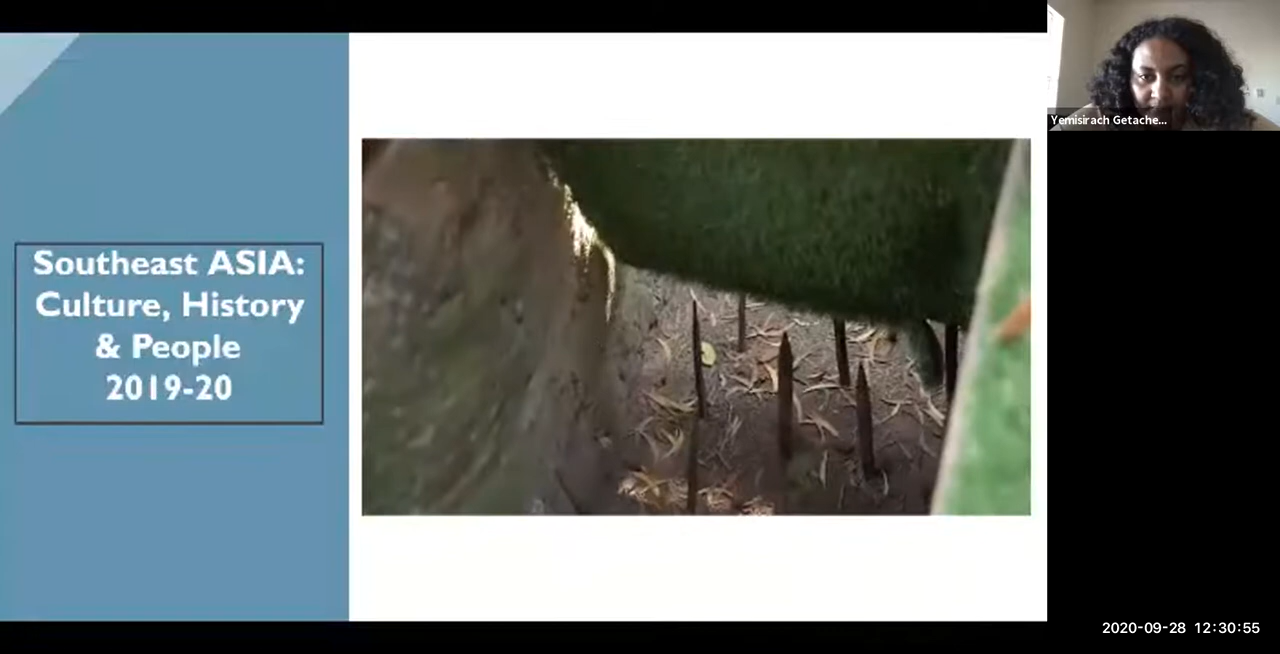 Southeast ASIA:
Culture, History
& People
2019-20
Yemisirach Getache...
2020-09-28 12:30:55